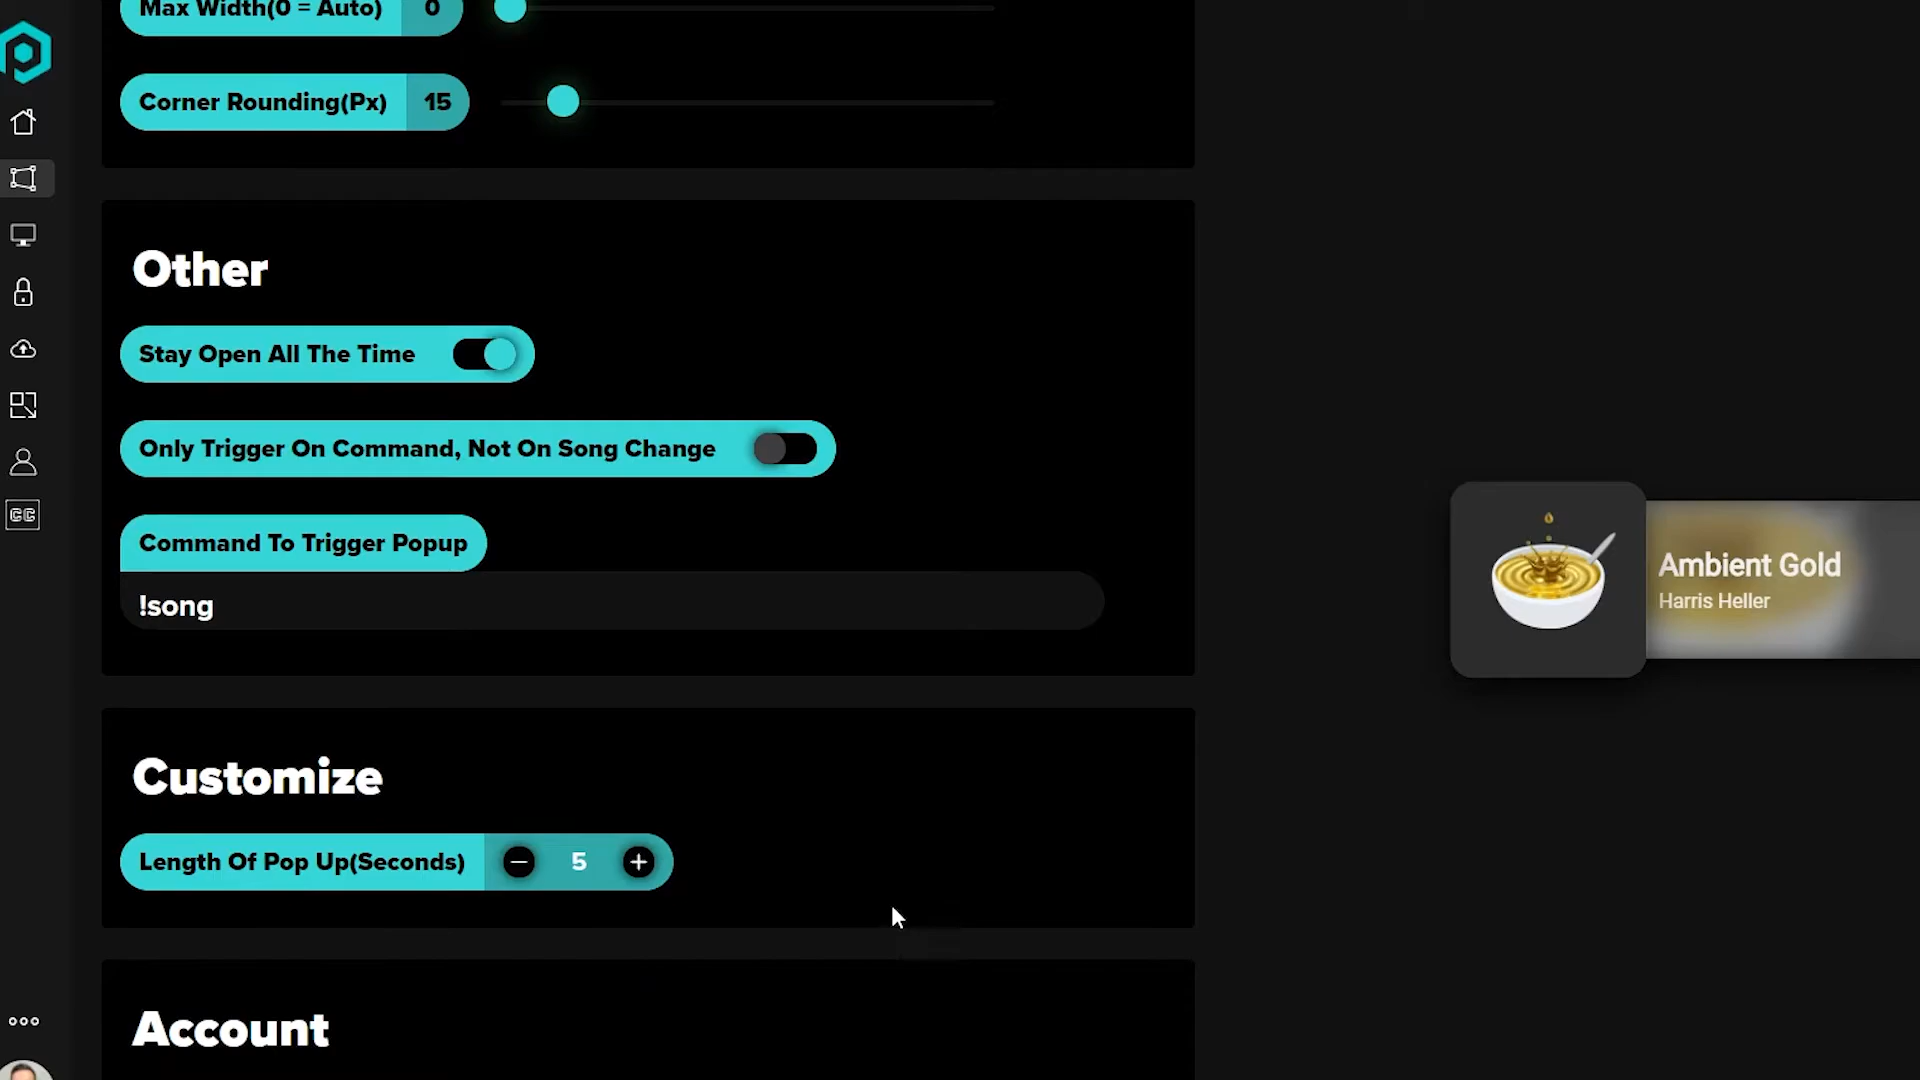 Max Width(0 = Auto) 0
Corner Rounding(Px) 15
Other
Stay Open All The Time
Only Trigger On Command, Not On Song Change
Command To Trigger Popup
!song
Customize
Length Of Pop Up(Seconds) − 5 +
Account
CC
Ambient Gold
Harris Heller